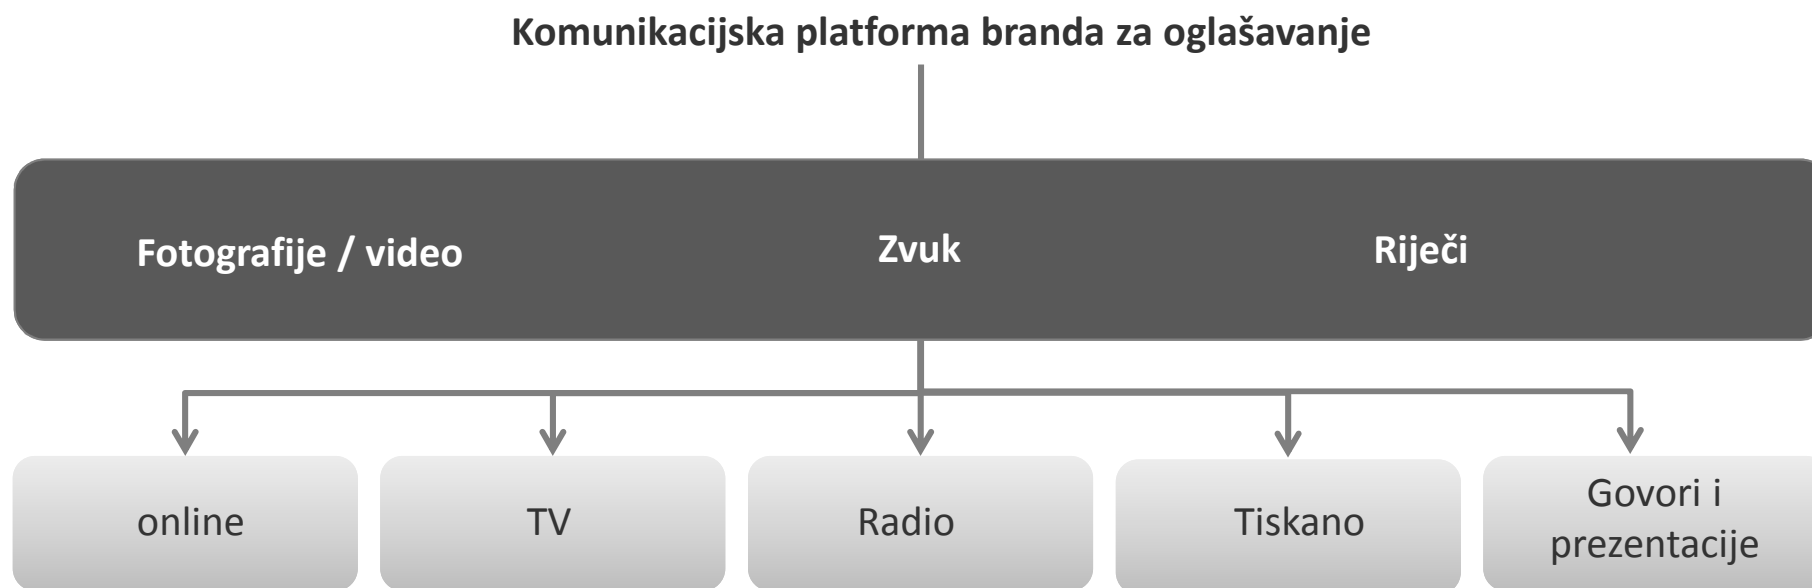 Komunikacijska platforma branda za oglašavanje
Fotografije / video
Zvuk
Riječi
online
TV
Radio
Tiskano
Govori i
prezentacije